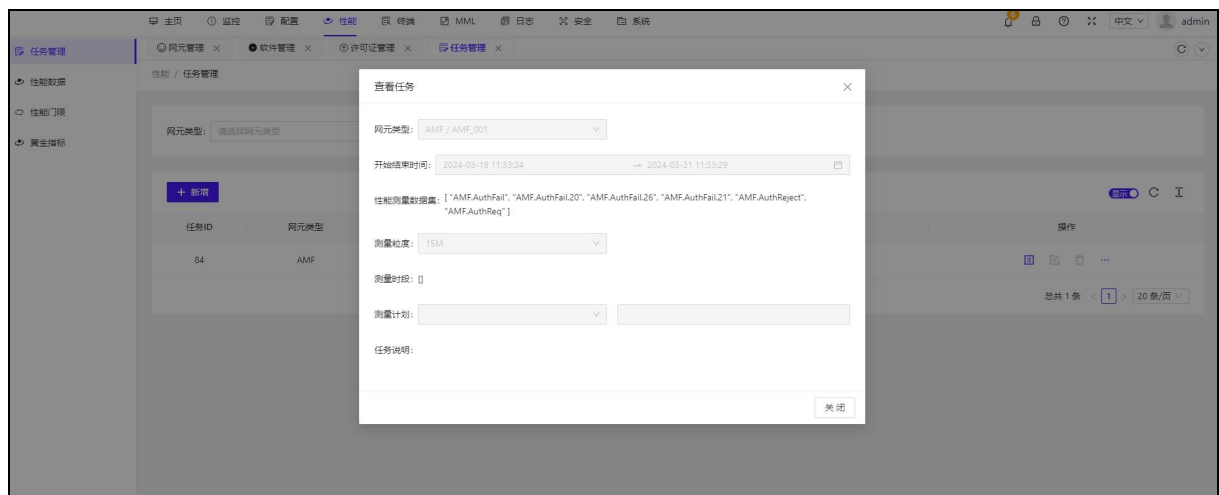 主页 监控 配置 性能 终端 MML 日志 安全 系统 6 中文 admin
任务管理 网元管理 × 软件管理 × 许可证管理 × 任务管理 ×
性能数据 性能 / 任务管理
性能门限
黄金指标
网元类型: 请选择网元类型
+ 新增 显示
任务ID 网元类型 操作
84 AMF
总共 1 条 < 1 > 20 条/页
查看任务 ×
网元类型: AMF / AMF_001
开始结束时间: 2024-03-19 11:33:24 → 2024-03-31 11:33:29
性能测量数据集: [ "AMF.AuthFail", "AMF.AuthFail.20", "AMF.AuthFail.26", "AMF.AuthFail.21", "AMF.AuthReject",
"AMF.AuthReq" ]
测量粒度: 15M
测量时段: []
测量计划:
任务说明:
关 闭